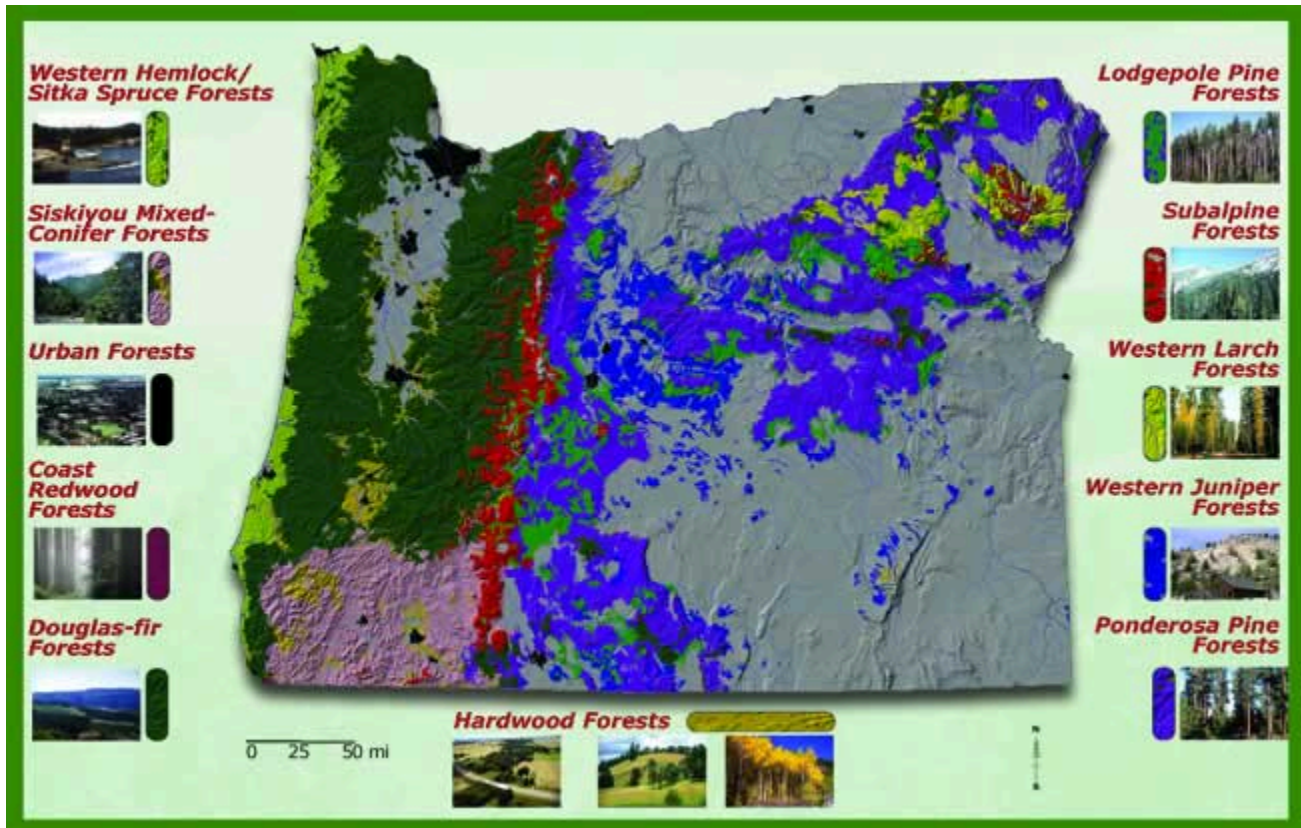 Western Hemlock/
Sitka Spruce Forests
Siskiyou Mixed-
Conifer Forests
Urban Forests
Coast
Redwood
Forests
Douglas-fir
Forests
Lodgepole Pine
Forests
Subalpine
Forests
Western Larch
Forests
Western Juniper
Forests
Ponderosa Pine
Forests
Hardwood Forests
0 25 50 mi
N